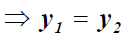 ⇒ y₁ = y₂